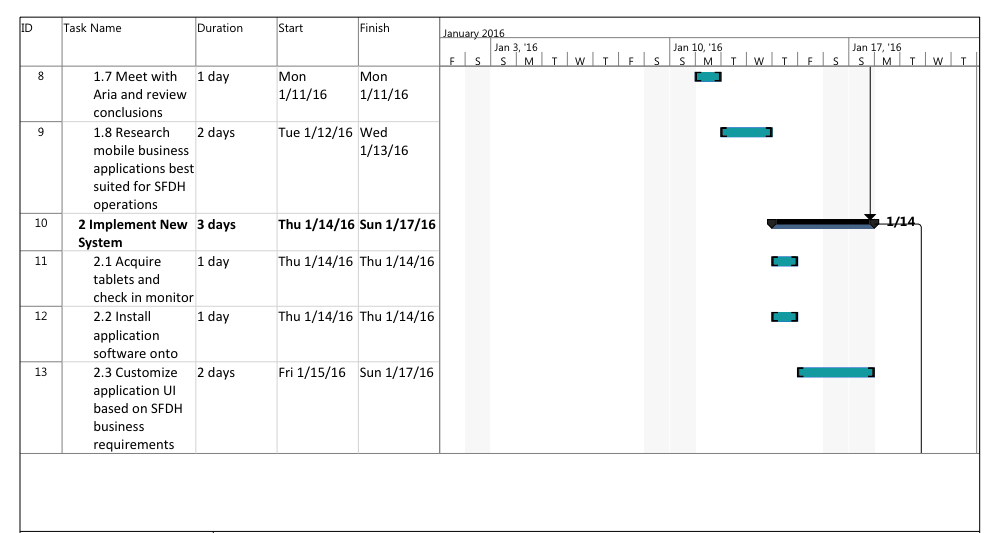 ID Task Name Duration Start Finish
January 2016
Jan 3, '16 Jan 10, '16 Jan 17, '16
F S S M T W T F S S M T W T F S S M T W T
8 1.7 Meet with 1 day Mon Mon
Aria and review 1/11/16 1/11/16
conclusions
9 1.8 Research 2 days Tue 1/12/16 Wed
mobile business 1/13/16
applications best
suited for SFDH
operations
10 2 Implement New 3 days Thu 1/14/16 Sun 1/17/16 1/14
System
11 2.1 Acquire 1 day Thu 1/14/16 Thu 1/14/16
tablets and
check in monitor
12 2.2 Install 1 day Thu 1/14/16 Thu 1/14/16
application
software onto
13 2.3 Customize 2 days Fri 1/15/16 Sun 1/17/16
application UI
based on SFDH
business
requirements